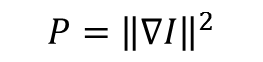 P = ‖∇I‖²